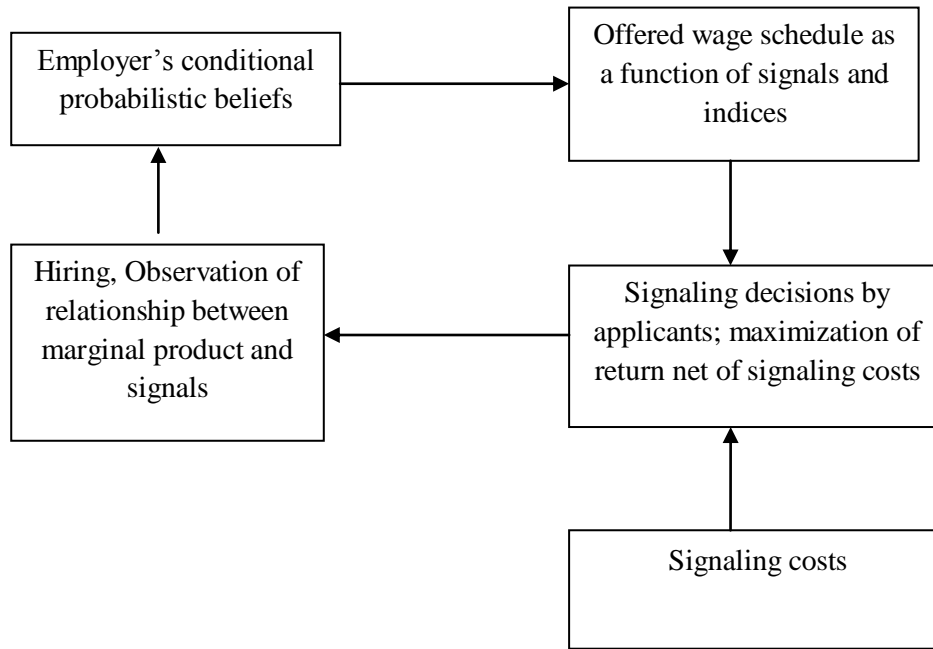 Employer’s conditional
probabilistic beliefs
Offered wage schedule as
a function of signals and
indices
Hiring, Observation of
relationship between
marginal product and
signals
Signaling decisions by
applicants; maximization of
return net of signaling costs
Signaling costs